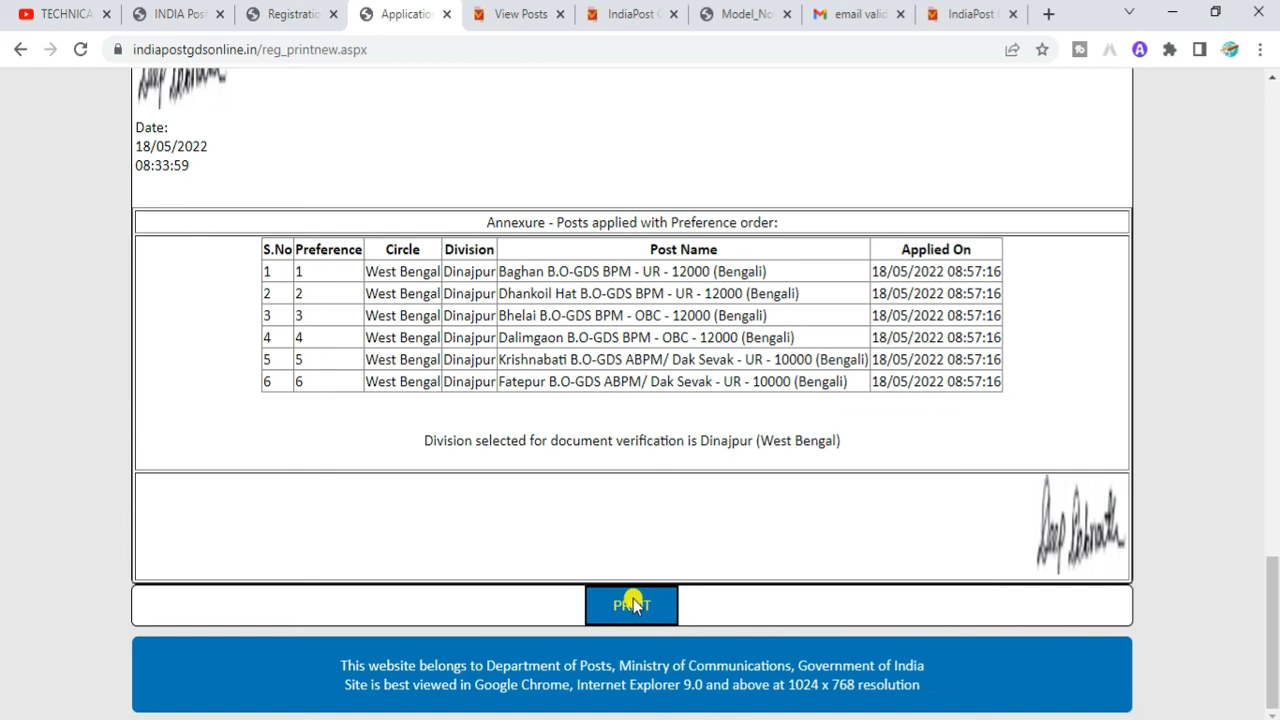 TECHNICA
INDIA Pos
Registratio
Applicatio
View Posts
IndiaPost
Model_No
email valid
IndiaPost
indiapostgdsonline.in/reg_printnew.aspx
Date:
18/05/2022
08:33:59
Annexure - Posts applied with Preference order:
S.No Preference Circle Division Post Name Applied On
1 1 West Bengal Dinajpur Baghan B.O-GDS BPM - UR - 12000 (Bengali) 18/05/2022 08:57:16
2 2 West Bengal Dinajpur Dhankoil Hat B.O-GDS BPM - UR - 12000 (Bengali) 18/05/2022 08:57:16
3 3 West Bengal Dinajpur Bhelai B.O-GDS BPM - OBC - 12000 (Bengali) 18/05/2022 08:57:16
4 4 West Bengal Dinajpur Dalimgaon B.O-GDS BPM - OBC - 12000 (Bengali) 18/05/2022 08:57:16
5 5 West Bengal Dinajpur Krishnabati B.O-GDS ABPM/ Dak Sevak - UR - 10000 (Bengali) 18/05/2022 08:57:16
6 6 West Bengal Dinajpur Fatepur B.O-GDS ABPM/ Dak Sevak - UR - 10000 (Bengali) 18/05/2022 08:57:16
Division selected for document verification is Dinajpur (West Bengal)
Deep Debnath
PRINT
This website belongs to Department of Posts, Ministry of Communications, Government of India
Site is best viewed in Google Chrome, Internet Explorer 9.0 and above at 1024 x 768 resolution